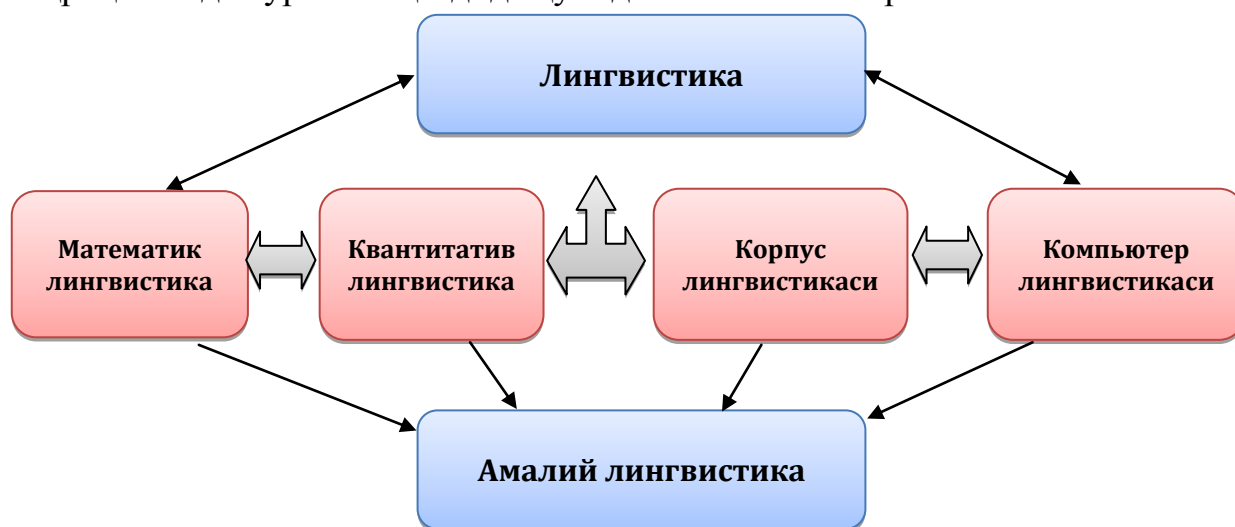 Лингвистика
Математик
лингвистика
Квантитатив
лингвистика
Корпус
лингвистикаси
Компьютер
лингвистикаси
Амалий лингвистика